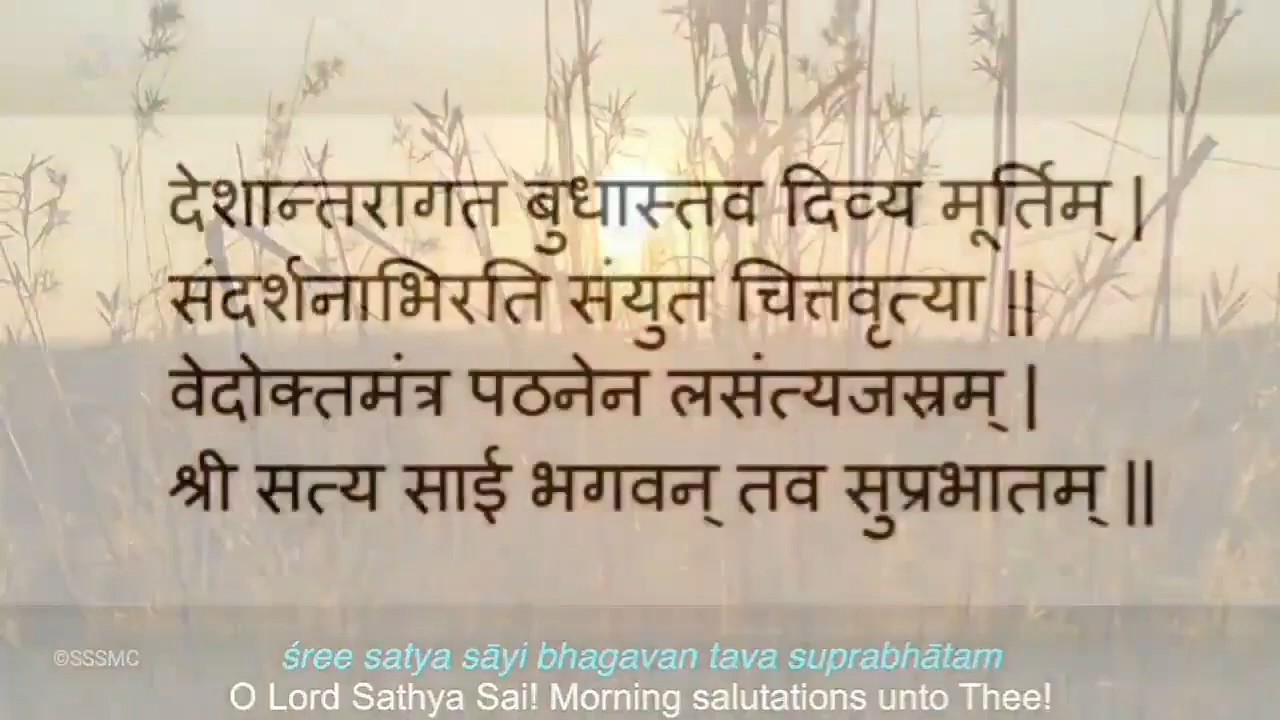 देशान्तरागत बुधास्तव दिव्य मूर्तिम् |
संदर्शनाभिरति संयुत चित्तवृत्या ||
वेदोक्तमंत्र पठनेन लसंत्यजस्रम् |
श्री सत्य साई भगवन् तव सुप्रभातम् ||
©SSSMC
śree satya sāyi bhagavan tava suprabhātam
O Lord Sathya Sai! Morning salutations unto Thee!